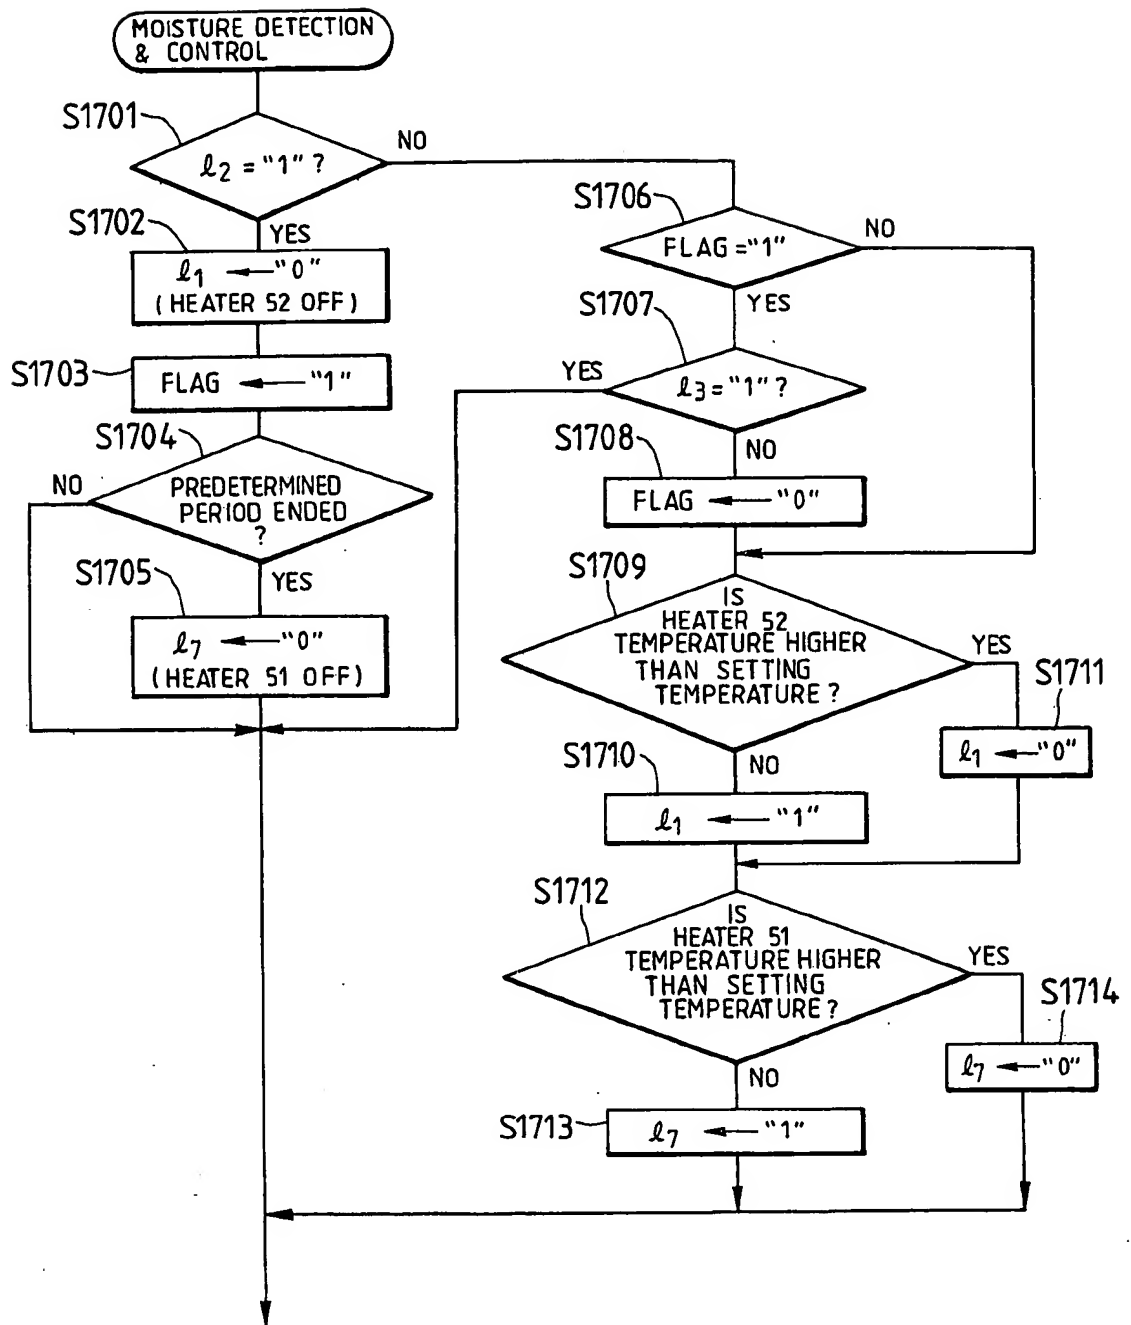 MOISTURE DETECTION
& CONTROL
S1701
ℓ2 = "1" ?
NO
YES
S1702
ℓ1 ← "0"
(HEATER 52 OFF)
S1703
FLAG ← "1"
S1704
PREDETERMINED
PERIOD ENDED
?
NO
YES
S1705
ℓ7 ← "0"
(HEATER 51 OFF)
S1706
FLAG = "1"
NO
YES
S1707
ℓ3 = "1" ?
YES
NO
S1708
FLAG ← "0"
S1709
IS
HEATER 52
TEMPERATURE HIGHER
THAN SETTING
TEMPERATURE ?
YES
NO
S1711
ℓ1 ← "0"
S1710
ℓ1 ← "1"
S1712
IS
HEATER 51
TEMPERATURE HIGHER
THAN SETTING
TEMPERATURE ?
YES
NO
S1714
ℓ7 ← "0"
S1713
ℓ7 ← "1"